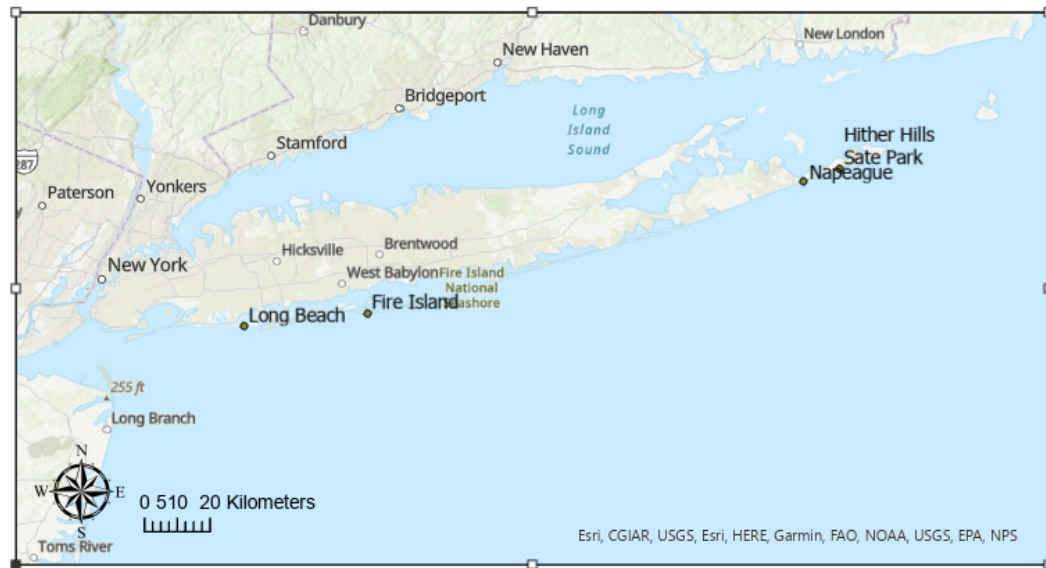 Danbury
New London
New Haven
Bridgeport
Long
Island
Sound
Hither Hills
Sate Park
Napeague
Stamford
287
Yonkers
Paterson
y
Hicksville
Brentwood
New York
West Babylon
Fire Island
National
Seashore
Fire Island
Long Beach
255 ft
Long Branch
N
W
E
S
0 510 20 Kilometers
Toms River
Esri, CGIAR, USGS, Esri, HERE, Garmin, FAO, NOAA, USGS, EPA, NPS